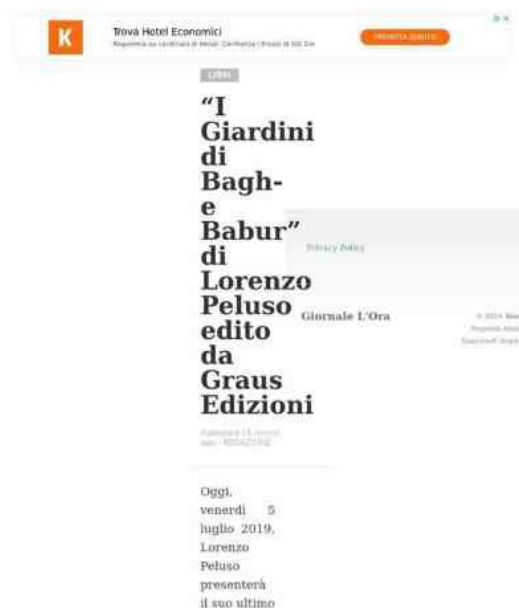 K
Trova Hotel Economici
LIBRI
“I
Giardini
di
Bagh-
e
Babur”
di
Lorenzo
Peluso
edito
da
Graus
Edizioni
Privacy Policy
Giornale L'Ora
REDAZIONE
Oggi,
venerdì 5
luglio 2019,
Lorenzo
Peluso
presenterà
il suo ultimo